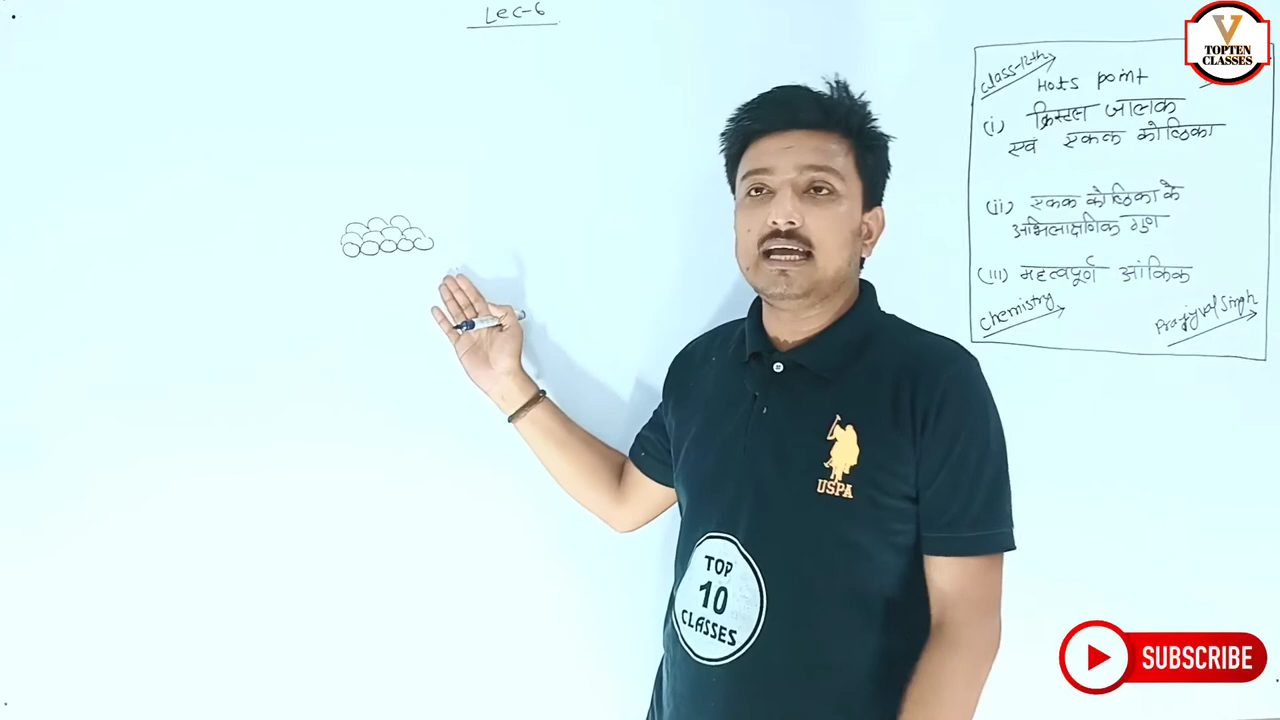 Lec-6
V
TOPTEN
CLASSES
Class-12th
Hots point
(i) क्रिस्टल जालक
एवं एकक कोष्ठिका
(ii) एकक कोष्ठिका के
अभिलाक्षणिक गुण
(iii) महत्वपूर्ण आंकिक
Chemistry
Singh
USPA
TOP
10
CLASSES
SUBSCRIBE